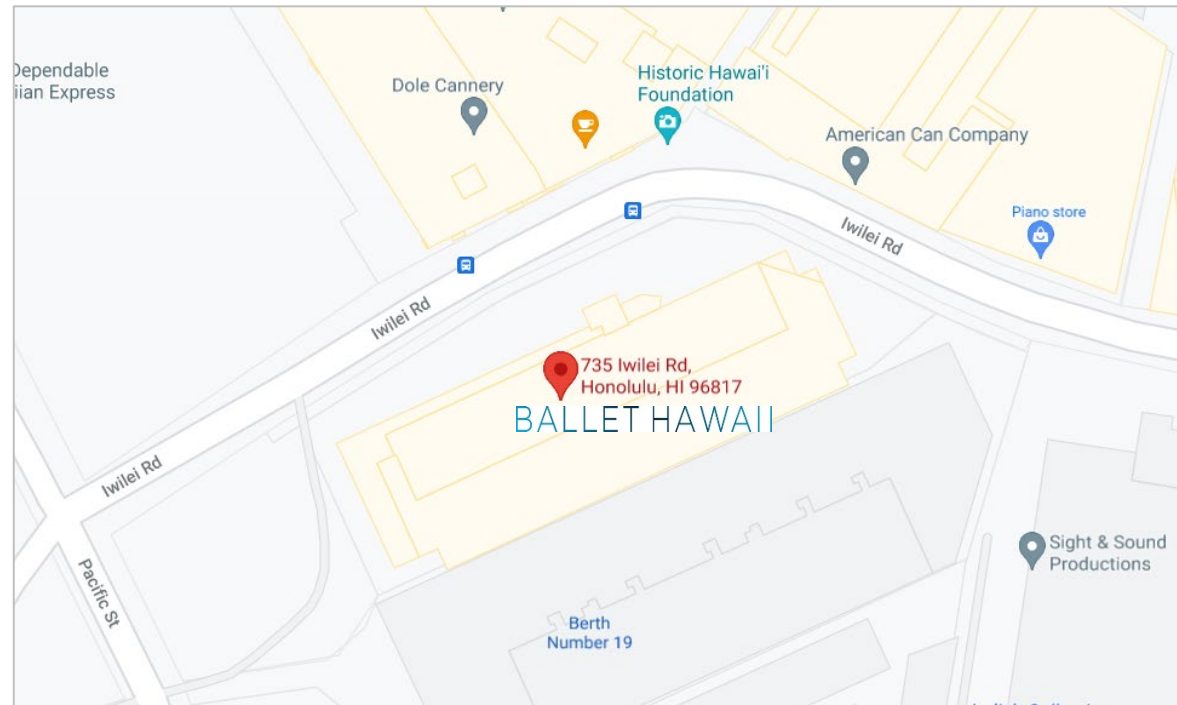 Dependable
iian Express
Dole Cannery
Historic Hawai'i
Foundation
American Can Company
Piano store
Iwilei Rd
Iwilei Rd
735 Iwilei Rd,
Honolulu, HI 96817
BALLET HAWAII
Iwilei Rd
Pacific St
Sight & Sound
Productions
Berth
Number 19